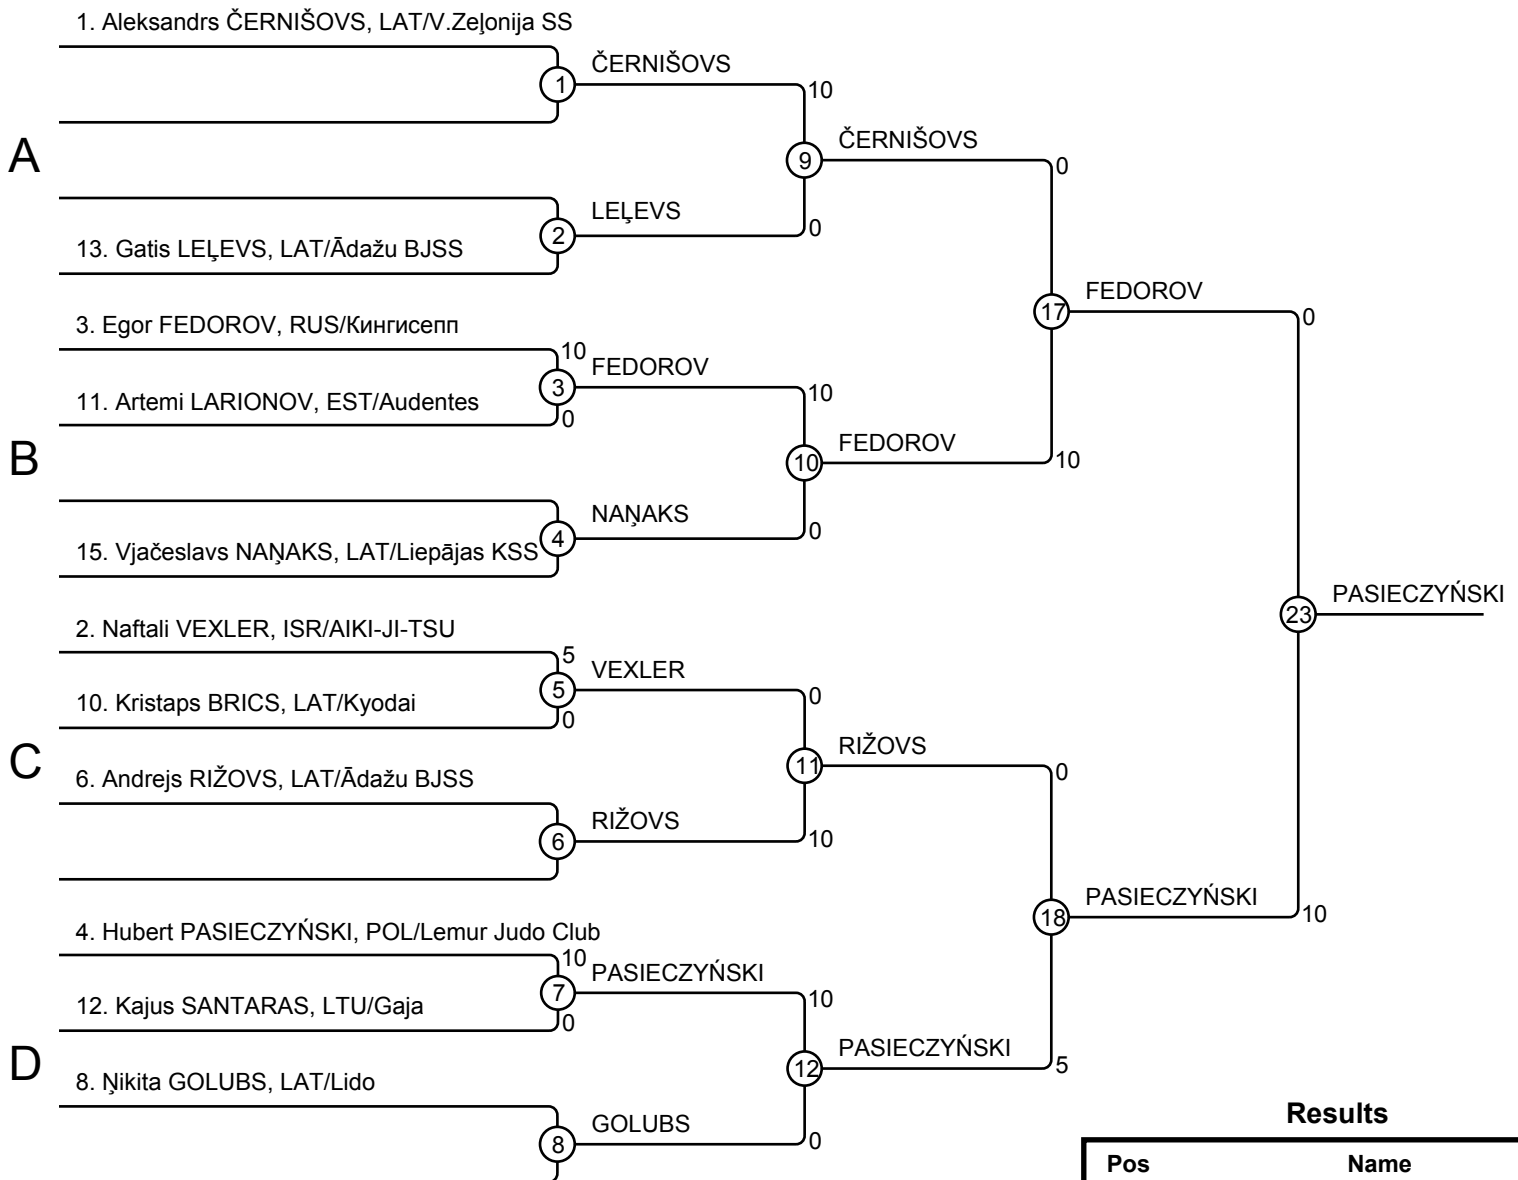 1. Aleksandrs ČERNIŠOVS, LAT/V.Zeļonija SS
ČERNIŠOVS
1
10
A
ČERNIŠOVS
9
0
LEĻEVS
0
2
13. Gatis LEĻEVS, LAT/Ādažu BJSS
FEDOROV
17
0
3. Egor FEDOROV, RUS/Кингисепп
10
FEDOROV
3
10
11. Artemi LARIONOV, EST/Audentes
0
B
FEDOROV
10
10
NAŅAKS
0
4
15. Vjačeslavs NAŅAKS, LAT/Liepājas KSS
PASIECZYŃSKI
23
2. Naftali VEXLER, ISR/AIKI-JI-TSU
5
VEXLER
5
0
10. Kristaps BRICS, LAT/Kyodai
0
C
RIŽOVS
11
0
6. Andrejs RIŽOVS, LAT/Ādažu BJSS
RIŽOVS
6
10
PASIECZYŃSKI
18
10
4. Hubert PASIECZYŃSKI, POL/Lemur Judo Club
10
PASIECZYŃSKI
7
10
12. Kajus SANTARAS, LTU/Gaja
0
D
PASIECZYŃSKI
12
5
8. Ņikita GOLUBS, LAT/Lido
GOLUBS
8
0
Results
Pos Name